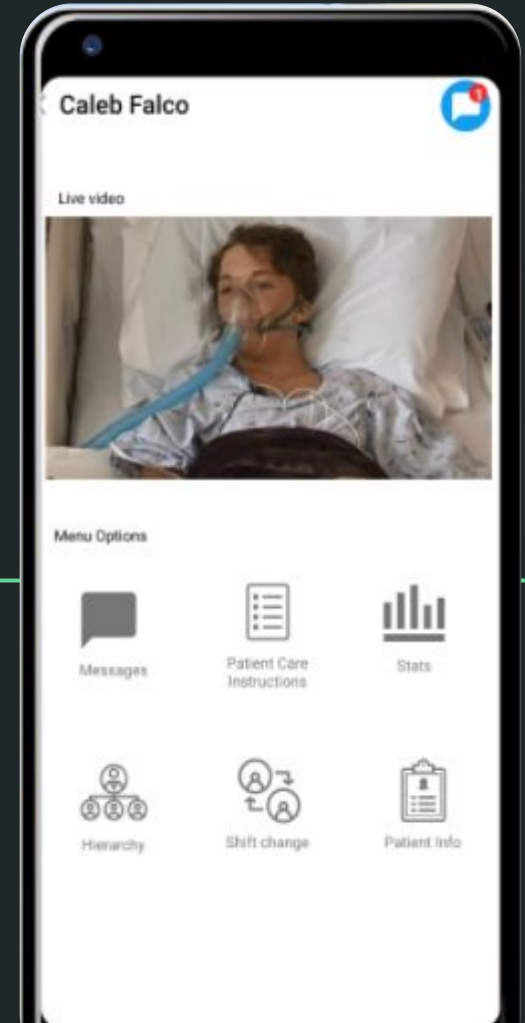 Caleb Falco
1
Live video
Menu Options
Messages
Patient Care
Instructions
Stats
Hierarchy
Shift change
Patient Info